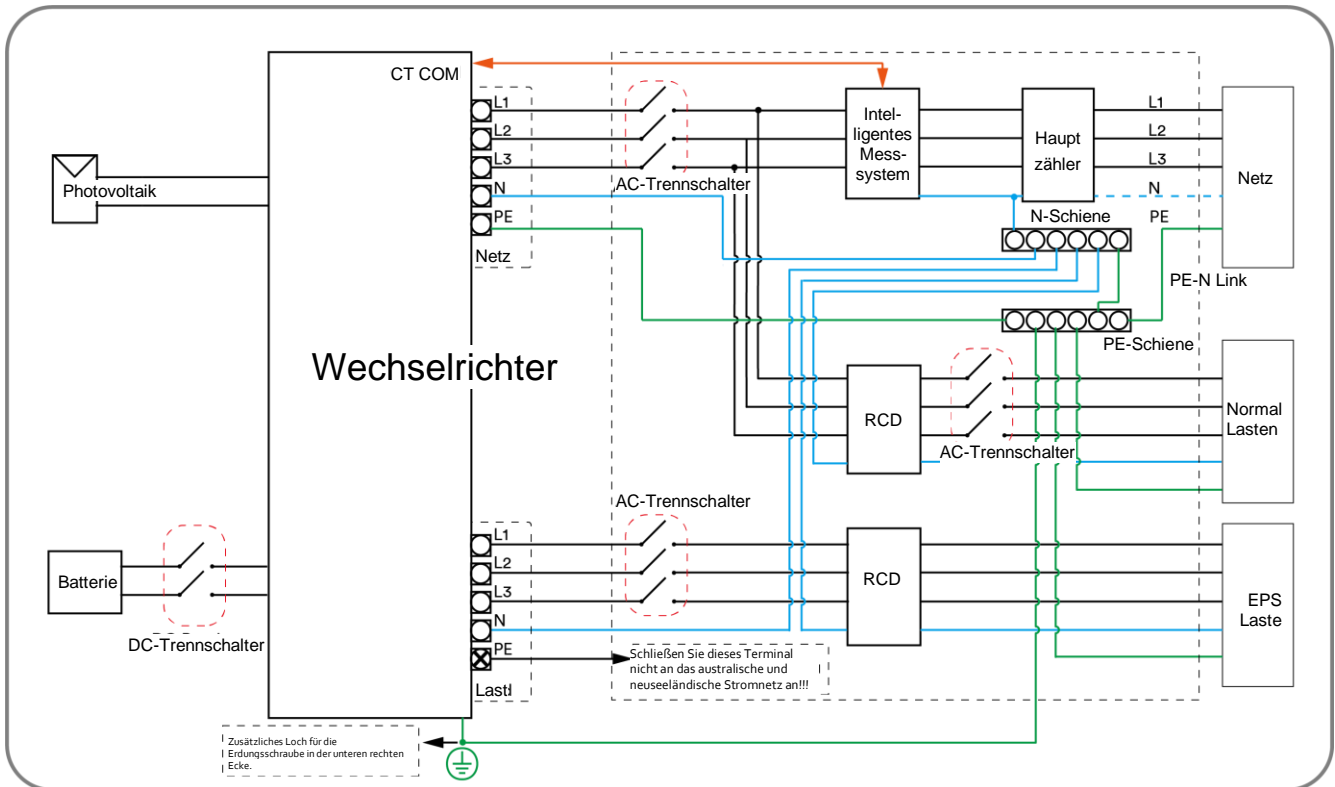 CT COM
L1
L2
L3
N
PE
Netz
AC-Trennschalter
Intel-
ligentes
Mess-
system
Haupt
zähler
L1
L2
L3
N
PE
Netz
Photovoltaik
N-Schiene
PE-N Link
PE-Schiene
Wechselrichter
RCD
AC-Trennschalter
Normal
Lasten
AC-Trennschalter
L1
L2
L3
N
PE
Last
RCD
EPS
Laste
Batterie
DC-Trennschalter
Schließen Sie dieses Terminal
nicht an das australische und
neuseeländische Stromnetz an!!!
Zusätzliches Loch für die
Erdungsschraube in der unteren rechten
Ecke.